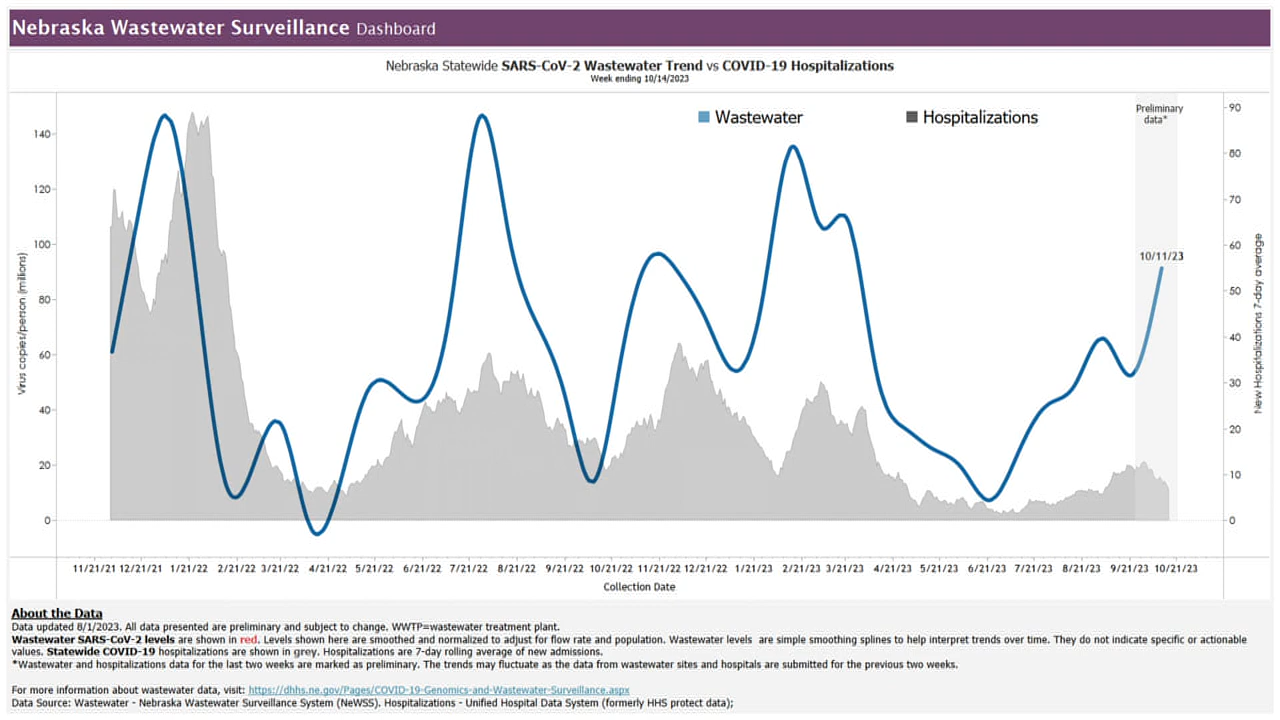 Nebraska Wastewater Surveillance Dashboard
Nebraska Statewide SARS-CoV-2 Wastewater Trend vs COVID-19 Hospitalizations
Week ending 10/14/2023
Wastewater
Hospitalizations
Preliminary
data*
10/11/23
Virus copies/person (millions)
140
120
100
80
60
40
20
0
New Hospitalizations 7-day average
90
80
70
60
50
40
30
20
10
0
11/21/21 12/21/21 1/21/22 2/21/22 3/21/22 4/21/22 5/21/22 6/21/22 7/21/22 8/21/22 9/21/22 10/21/22 11/21/22 12/21/22 1/21/23 2/21/23 3/21/23 4/21/23 5/21/23 6/21/23 7/21/23 8/21/23 9/21/23 10/21/23
Collection Date
About the Data
Data updated 8/1/2023. All data presented are preliminary and subject to change. WWTP=wastewater treatment plant.
Wastewater SARS-CoV-2 levels are shown in red. Levels shown here are smoothed and normalized to adjust for flow rate and population. Wastewater levels are simple smoothing splines to help interpret trends over time. They do not indicate specific or actionable
values. Statewide COVID-19 hospitalizations are shown in grey. Hospitalizations are 7-day rolling average of new admissions.
*Wastewater and hospitalizations data for the last two weeks are marked as preliminary. The trends may fluctuate as the data from wastewater sites and hospitals are submitted for the previous two weeks.
For more information about wastewater data, visit: https://dhhs.ne.gov/Pages/COVID-19-Genomics-and-Wastewater-Surveillance.aspx
Data Source: Wastewater - Nebraska Wastewater Surveillance System (NeWSS). Hospitalizations - Unified Hospital Data System (formerly HHS protect data);